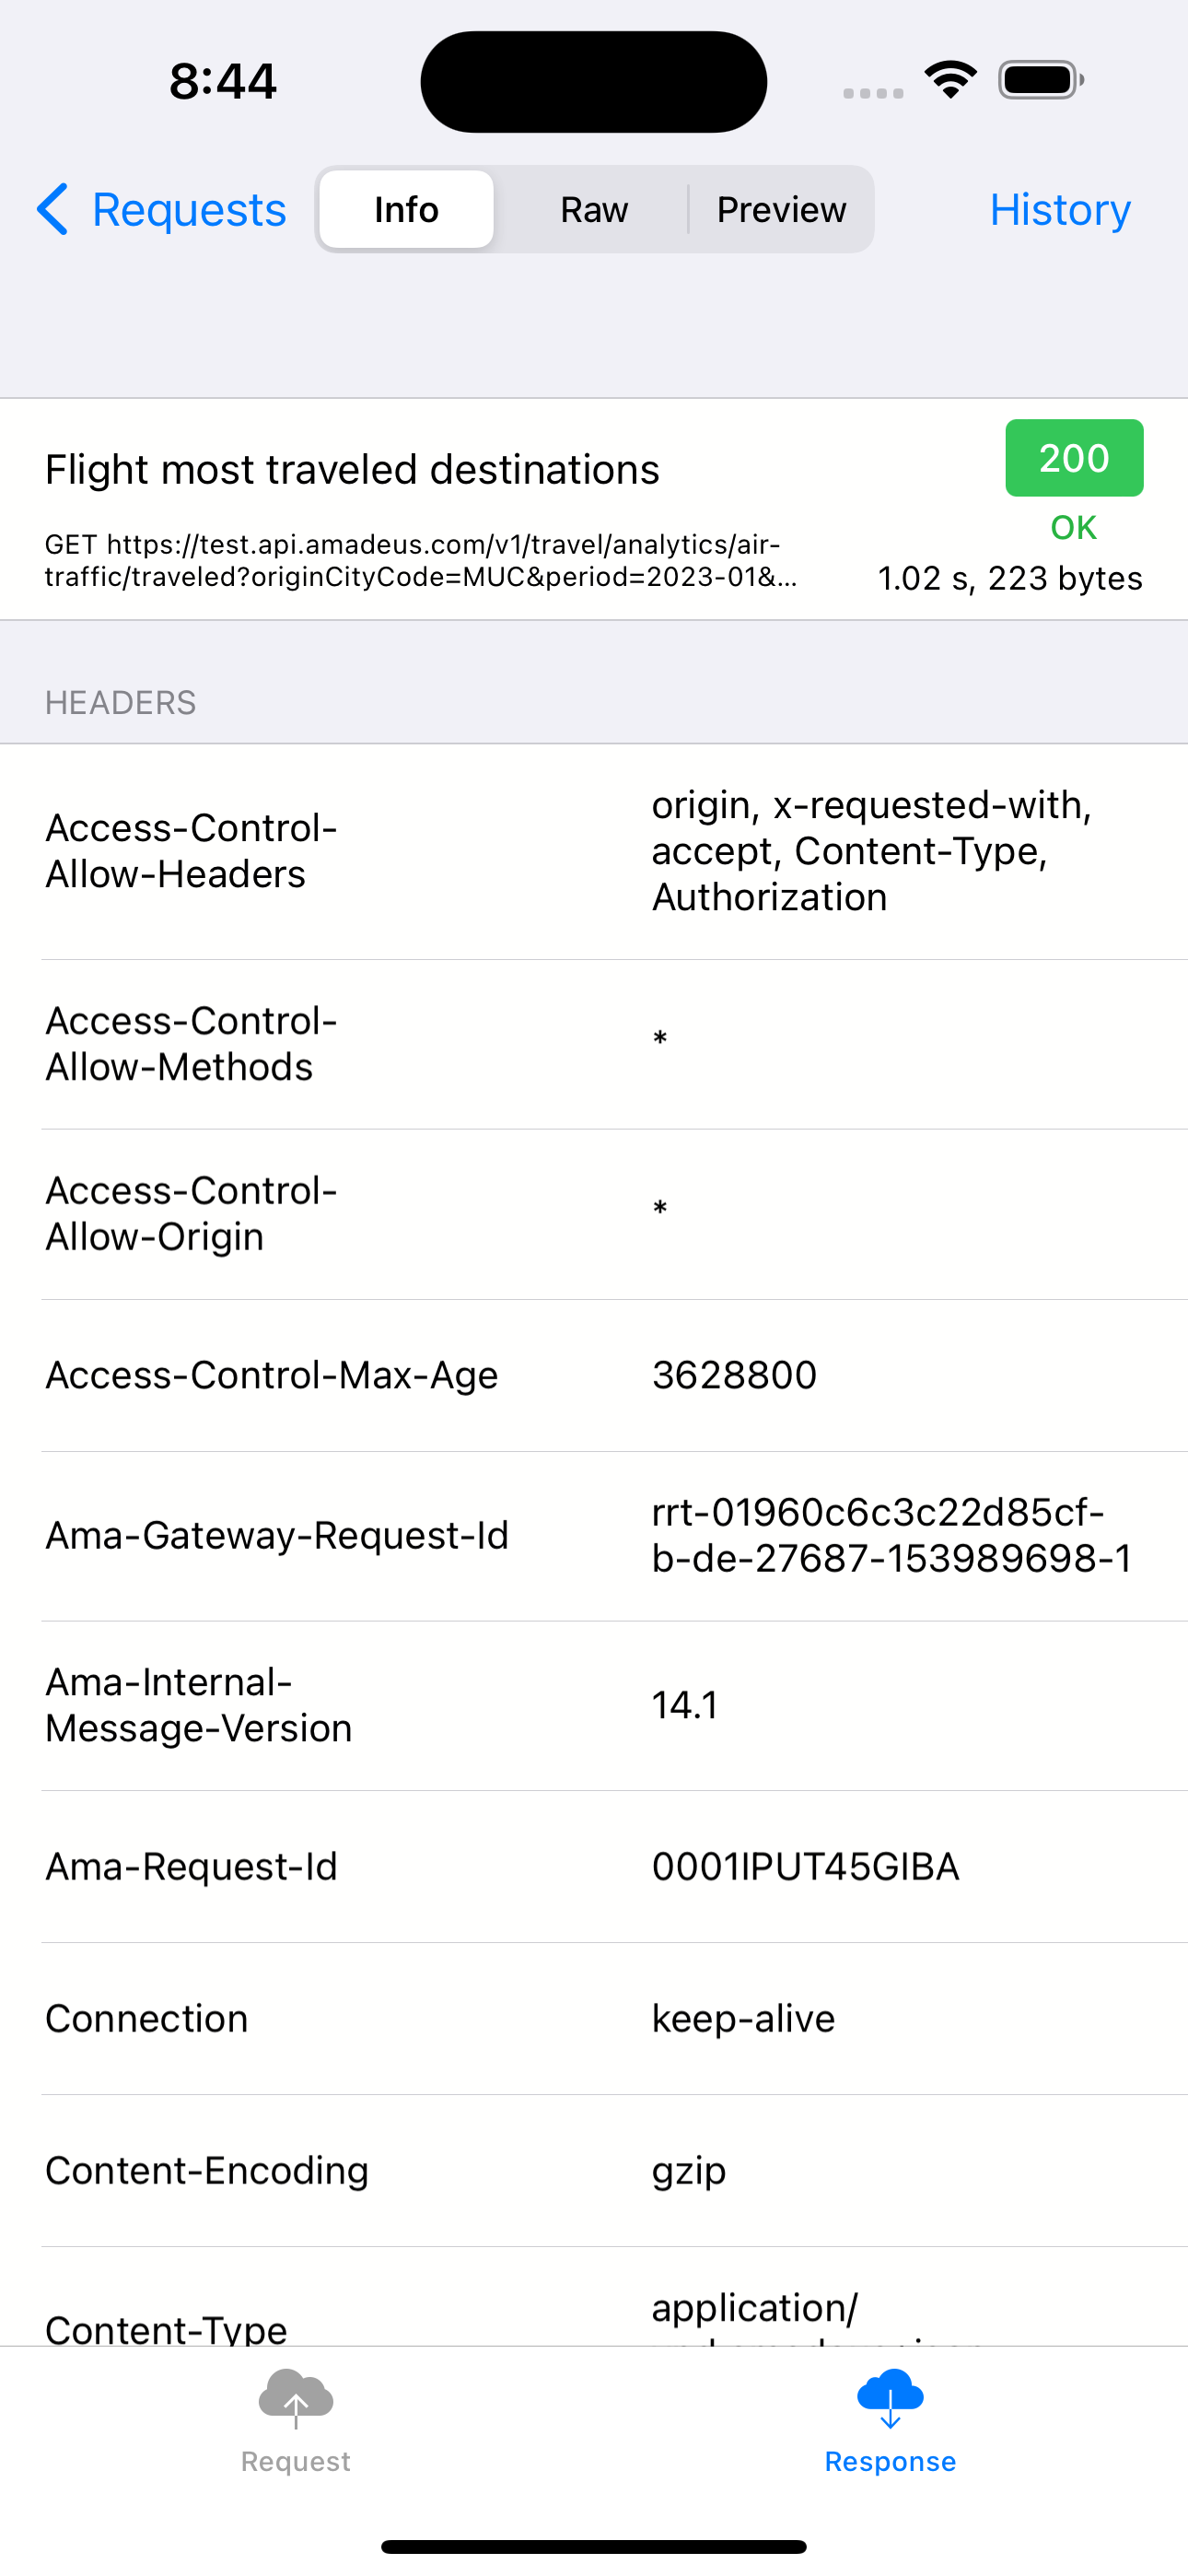 8:44
Requests
Info
Raw
Preview
History
Flight most traveled destinations
200
OK
GET https://test.api.amadeus.com/v1/travel/analytics/air-
traffic/traveled?originCityCode=MUC&period=2023-01&...
1.02 s, 223 bytes
HEADERS
Access-Control-
Allow-Headers
origin, x-requested-with,
accept, Content-Type,
Authorization
Access-Control-
Allow-Methods
*
Access-Control-
Allow-Origin
*
Access-Control-Max-Age
3628800
Ama-Gateway-Request-Id
rrt-01960c6c3c22d85cf-
b-de-27687-153989698-1
Ama-Internal-
Message-Version
14.1
Ama-Request-Id
0001IPUT45GIBA
Connection
keep-alive
Content-Encoding
gzip
Content-Type
application/
Request
Response